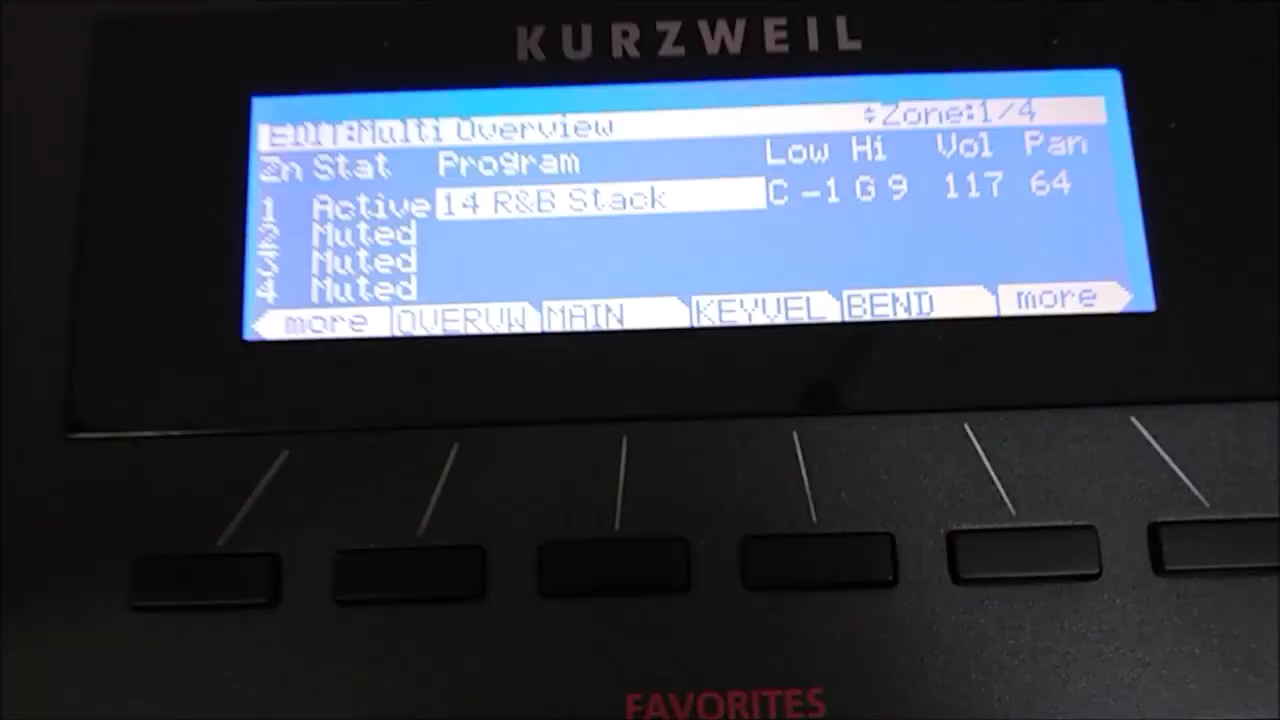 KURZWEIL
EDIT:Multi Overview ⬍Zone:1/4
Zn Stat Program Low Hi Vol Pan
1 Active 14 R&B Stack C -1 G 9 117 64
2 Muted
3 Muted
4 Muted
more OVERVW MAIN KEYVEL BEND more
FAVORITES